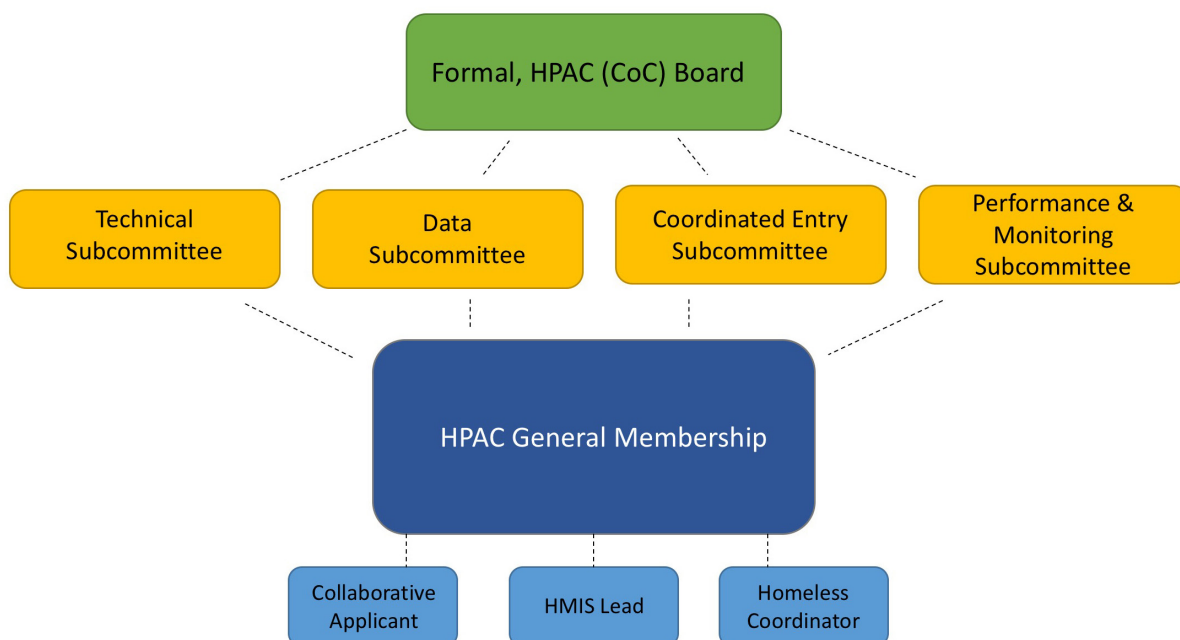 Formal, HPAC (CoC) Board
Technical
Subcommittee
Data
Subcommittee
Coordinated Entry
Subcommittee
Performance &
Monitoring
Subcommittee
HPAC General Membership
Collaborative
Applicant
HMIS Lead
Homeless
Coordinator